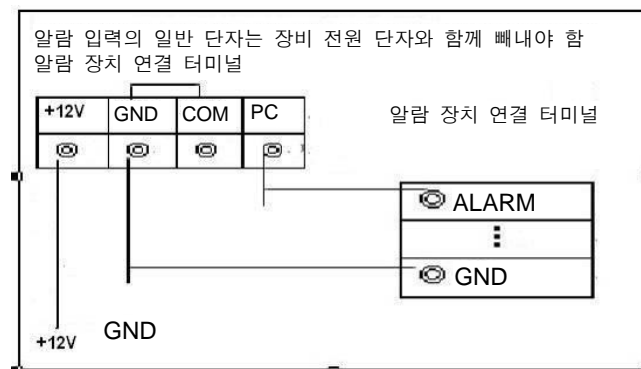 알람 입력의 일반 단자는 장비 전원 단자와 함께 빼내야 함
알람 장치 연결 터미널
+12V GND COM PC
알람 장치 연결 터미널
ALARM
GND
GND
+12V